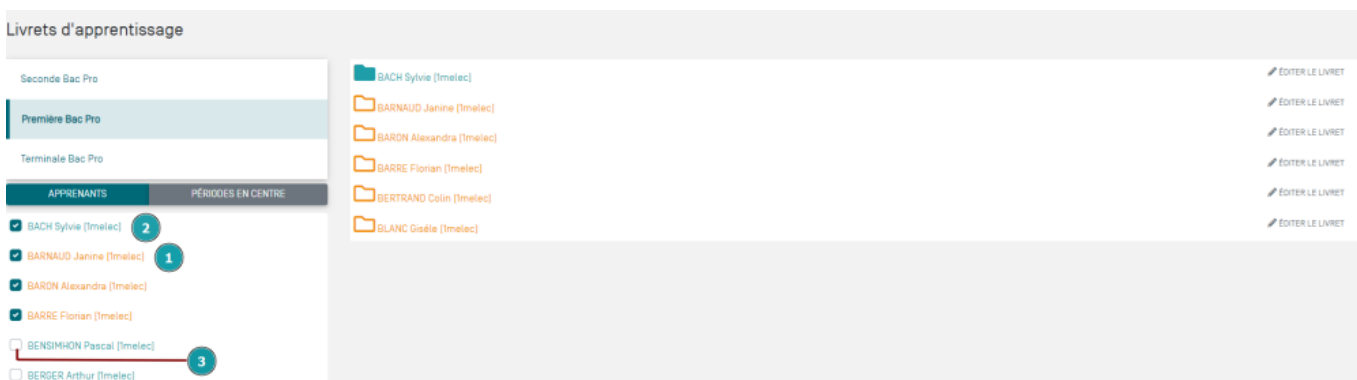 Livrets d'apprentissage
Seconde Bac Pro
Première Bac Pro
Terminale Bac Pro
APPRENANTS PÉRIODES EN CENTRE
BACH Sylvie (1melec) 2
BARNAUD Janine (1melec) 1
BARON Alexandra (1melec)
BARRE Florian (1melec)
BENSIMHON Pascal (1melec)
3
BERGER Arthur (1melec)
BACH Sylvie (1melec) ÉDITER LE LIVRET
BARNAUD Janine (1melec) ÉDITER LE LIVRET
BARON Alexandra (1melec) ÉDITER LE LIVRET
BARRE Florian (1melec) ÉDITER LE LIVRET
BERTRAND Colin (1melec) ÉDITER LE LIVRET
BLANC Gisèle (1melec) ÉDITER LE LIVRET